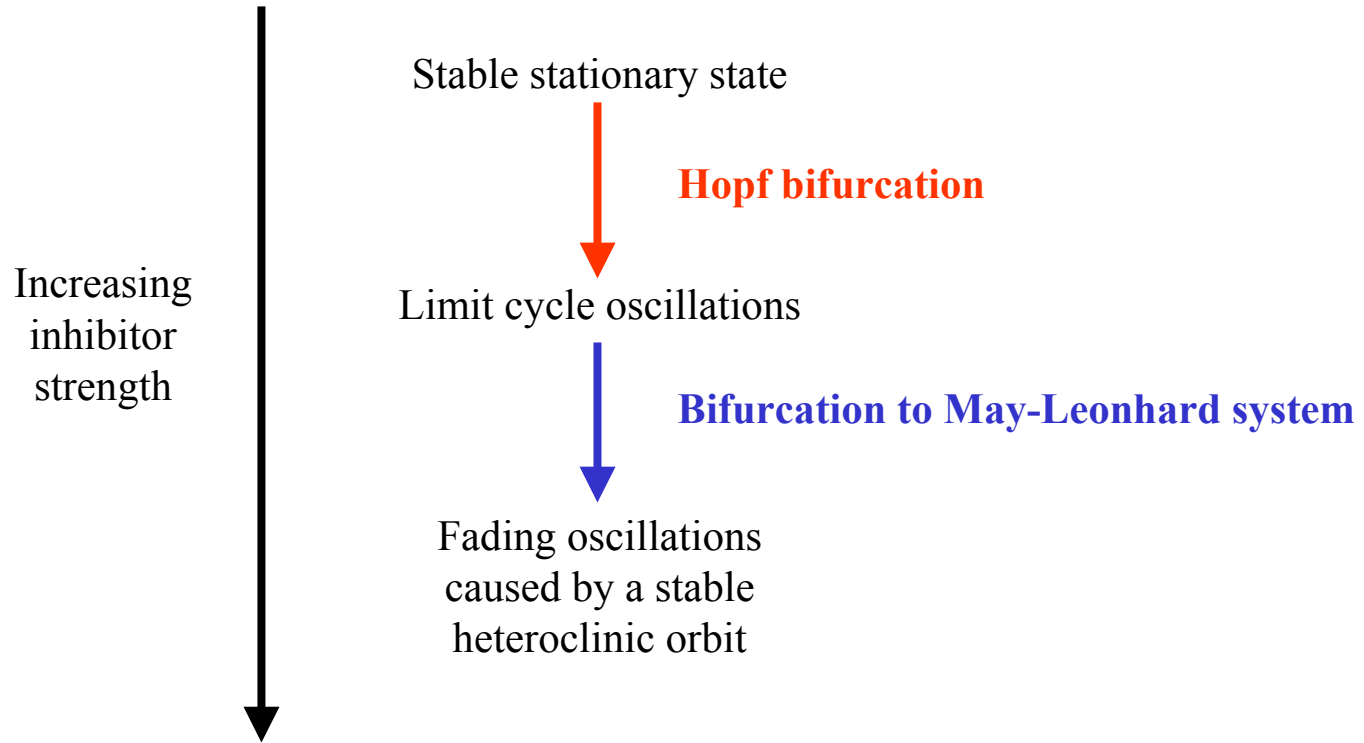 Stable stationary state
Hopf bifurcation
Increasing
inhibitor
strength
Limit cycle oscillations
Bifurcation to May-Leonhard system
Fading oscillations
caused by a stable
heteroclinic orbit